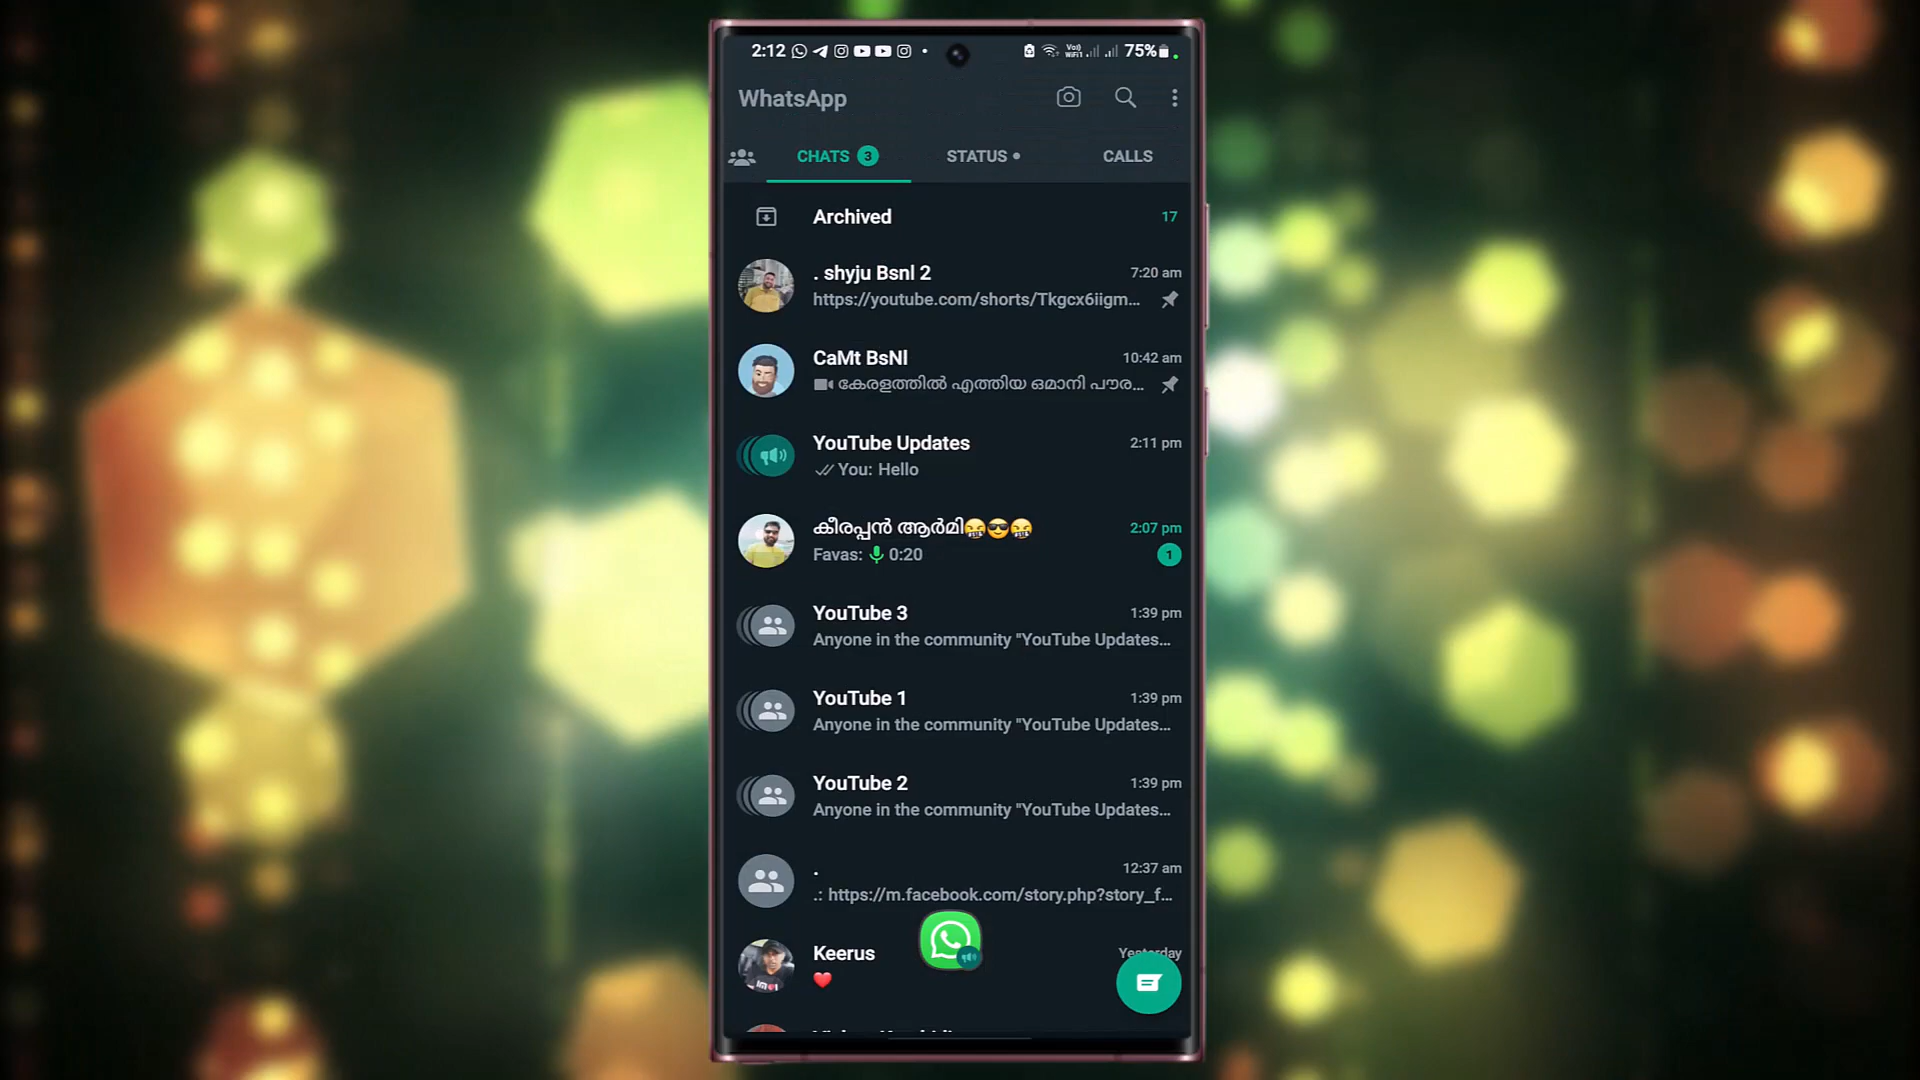 2:12 75%
WhatsApp
CHATS 3 STATUS CALLS
Archived 17
. shyju Bsnl 2 7:20 am
https://youtube.com/shorts/Tkgcx6iigm...
CaMt BsNl 10:42 am
കേരളത്തിൽ എത്തിയ ഒമാനി പൗര...
YouTube Updates 2:11 pm
You: Hello
കീരപ്പൻ ആർമി🤬😎🤬 2:07 pm
Favas: 0:20 1
YouTube 3 1:39 pm
Anyone in the community "YouTube Updates...
YouTube 1 1:39 pm
Anyone in the community "YouTube Updates...
YouTube 2 1:39 pm
Anyone in the community "YouTube Updates...
. 12:37 am
.: https://m.facebook.com/story.php?story_f...
Keerus Yesterday
❤️